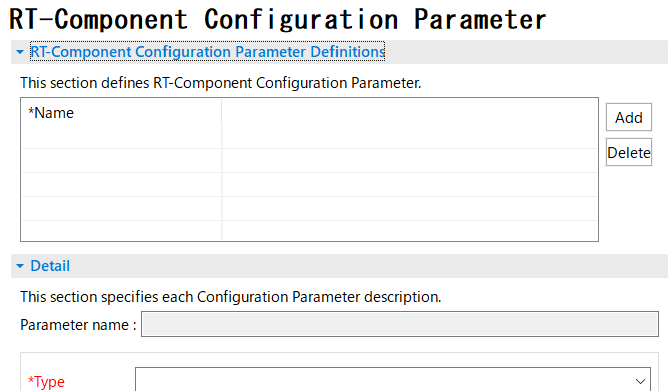 RT-Component Configuration Parameter
RT-Component Configuration Parameter Definitions
This section defines RT-Component Configuration Parameter.
*Name
Add
Delete
Detail
This section specifies each Configuration Parameter description.
Parameter name :
*Type